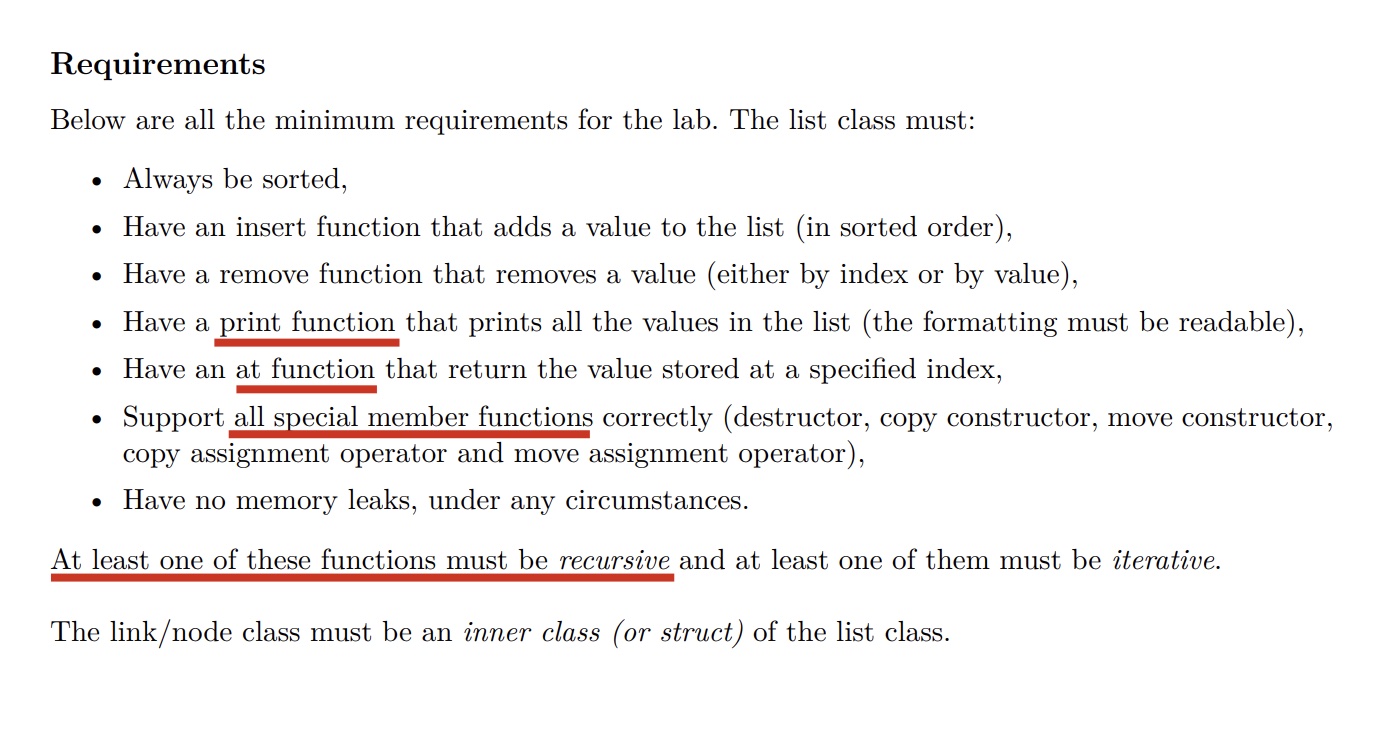 Requirements
Below are all the minimum requirements for the lab. The list class must:
• Always be sorted,
• Have an insert function that adds a value to the list (in sorted order),
• Have a remove function that removes a value (either by index or by value),
• Have a print function that prints all the values in the list (the formatting must be readable),
• Have an at function that return the value stored at a specified index,
• Support all special member functions correctly (destructor, copy constructor, move constructor,
copy assignment operator and move assignment operator),
• Have no memory leaks, under any circumstances.
At least one of these functions must be recursive and at least one of them must be iterative.
The link/node class must be an inner class (or struct) of the list class.